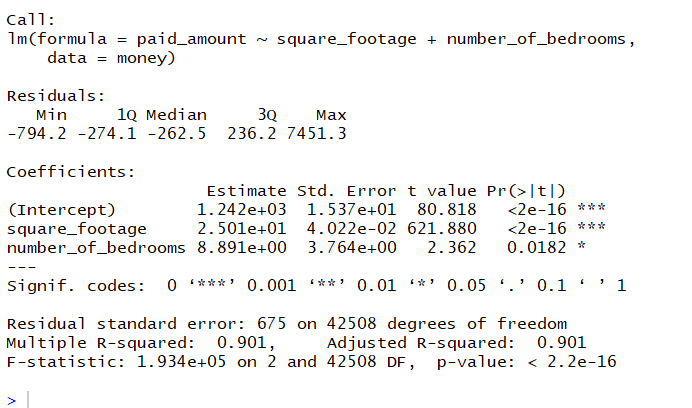 Call:
lm(formula = paid_amount ~ square_footage + number_of_bedrooms,
    data = money)
Residuals:
   Min     1Q Median     3Q    Max
-794.2 -274.1 -262.5  236.2 7451.3
Coefficients:
                    Estimate Std. Error t value Pr(>|t|)
(Intercept)        1.242e+03  1.537e+01  80.818   <2e-16 ***
square_footage     2.501e+01  4.022e-02 621.880   <2e-16 ***
number_of_bedrooms 8.891e+00  3.764e+00   2.362   0.0182 *
---
Signif. codes:  0 ‘***’ 0.001 ‘**’ 0.01 ‘*’ 0.05 ‘.’ 0.1 ‘ ’ 1
Residual standard error: 675 on 42508 degrees of freedom
Multiple R-squared:  0.901,     Adjusted R-squared:  0.901
F-statistic: 1.934e+05 on 2 and 42508 DF,  p-value: < 2.2e-16
>